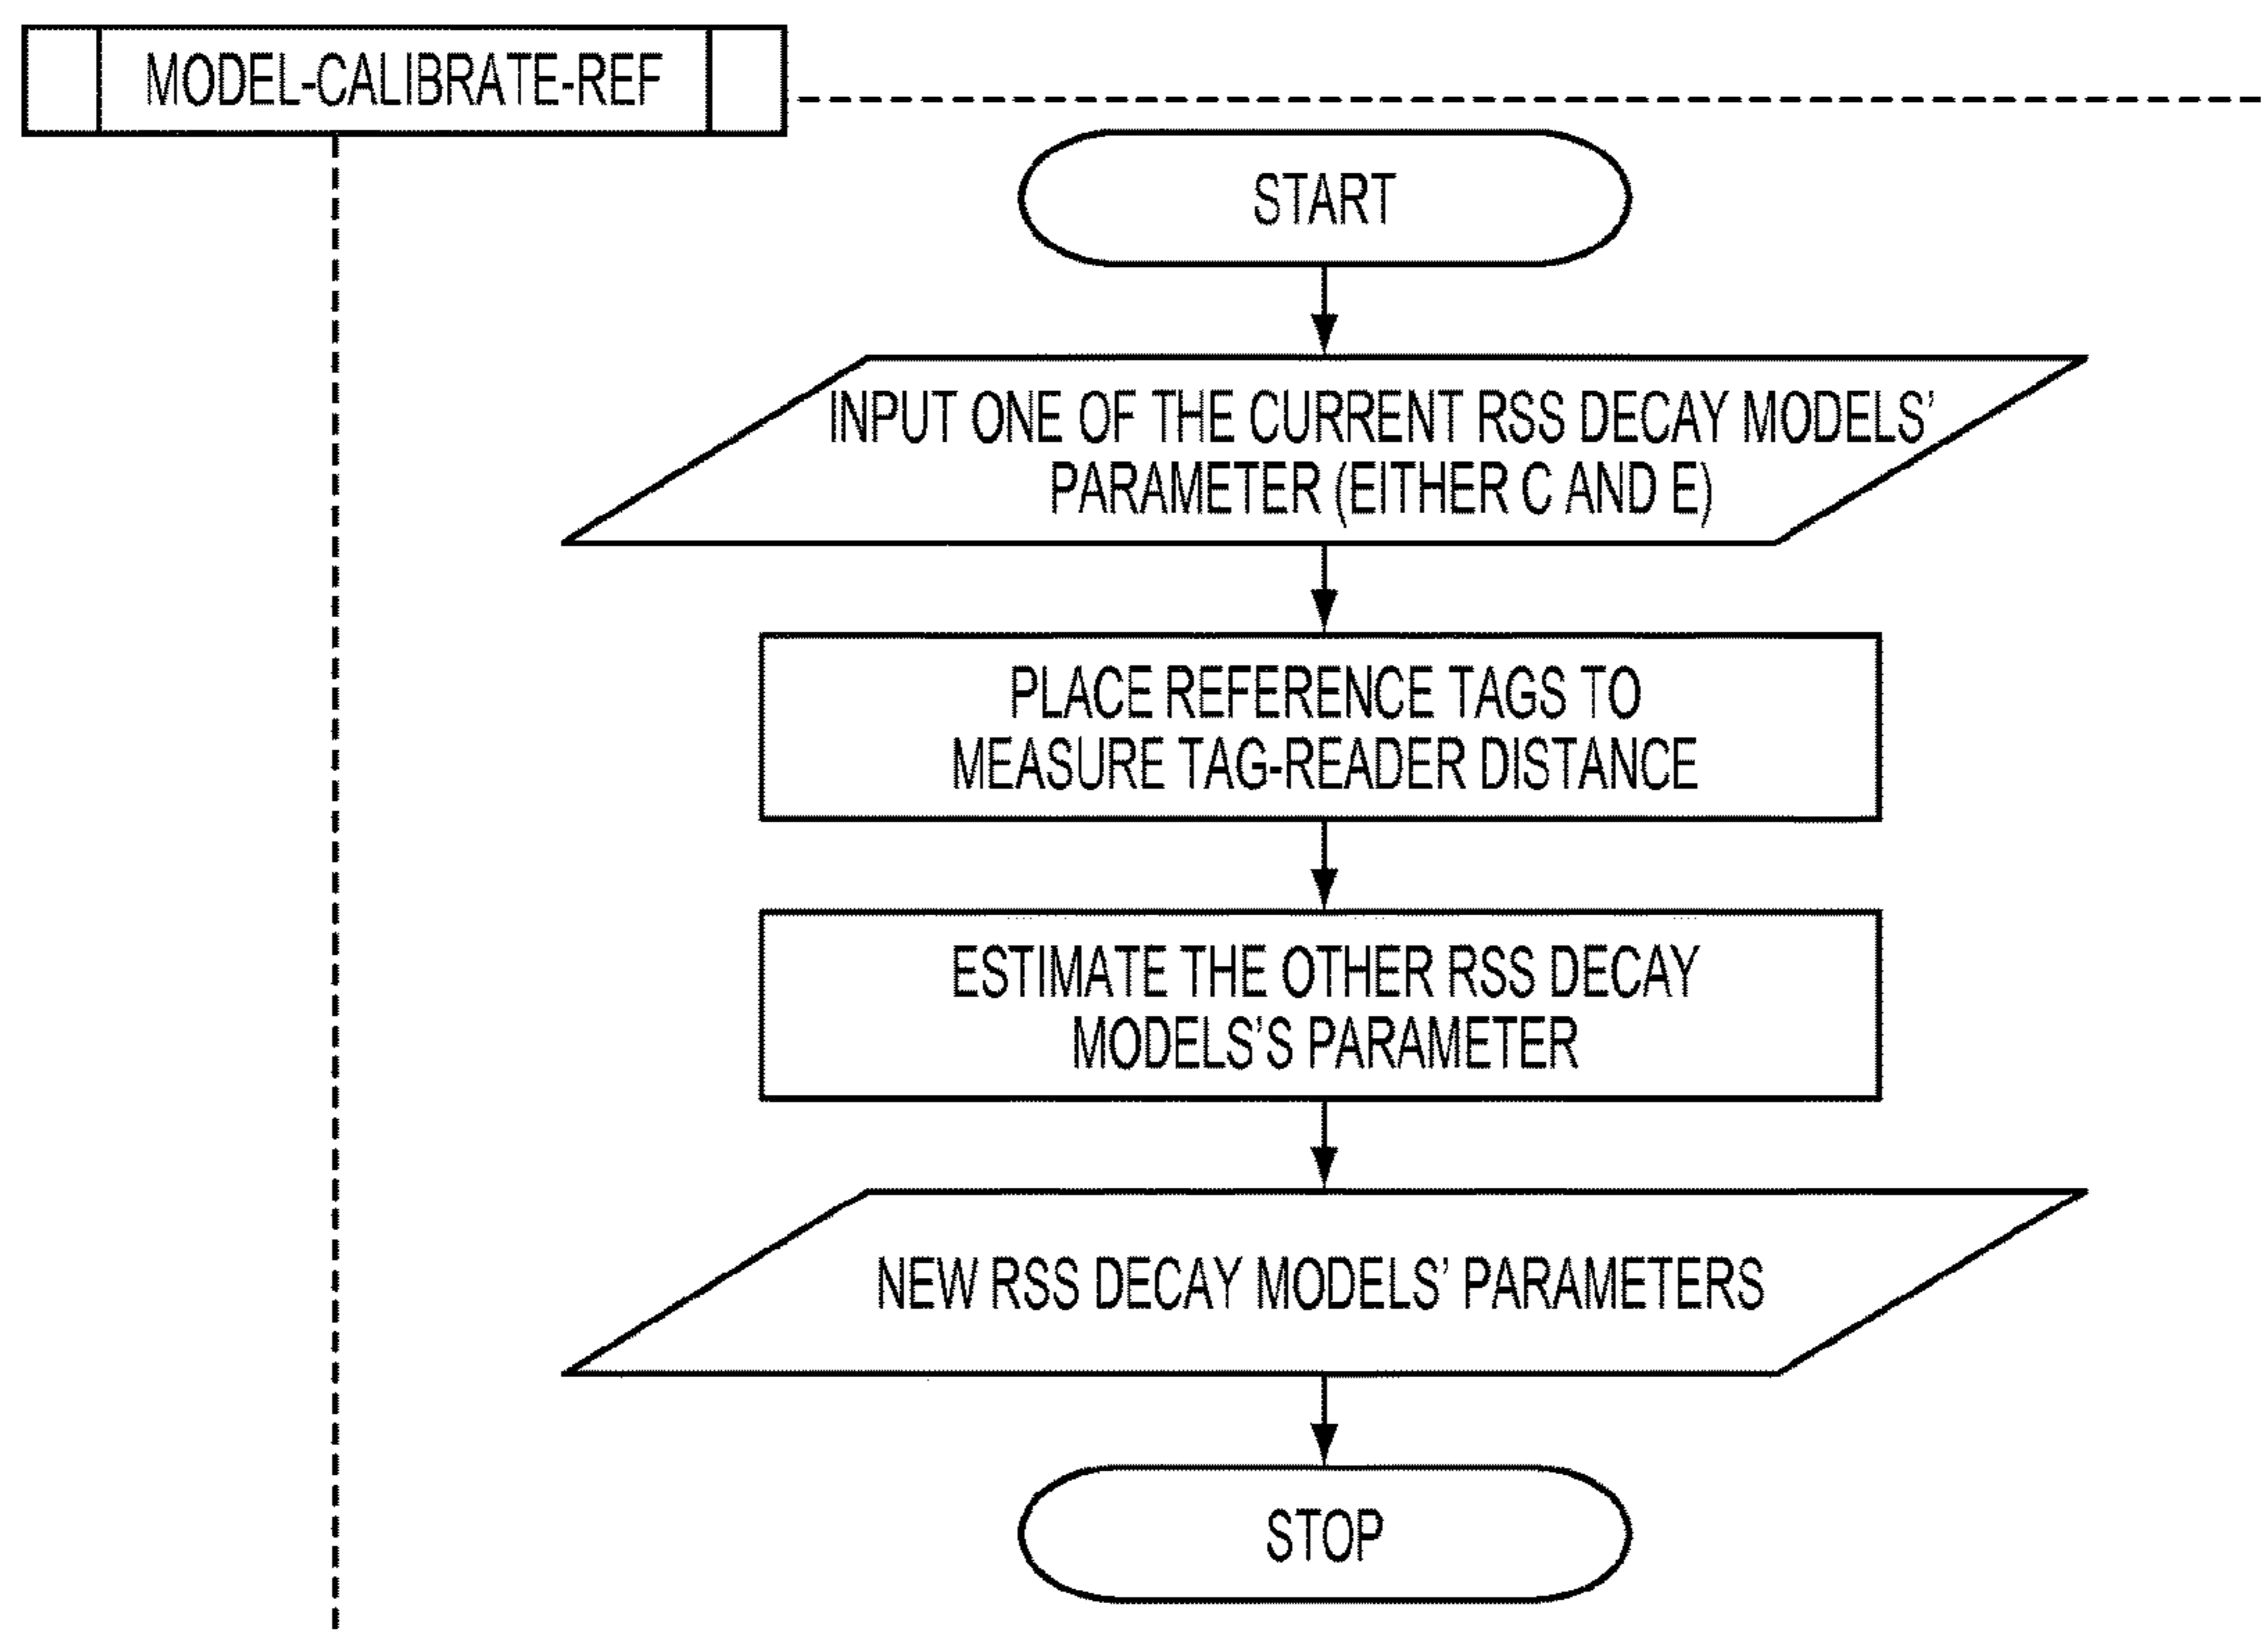 MODEL-CALIBRATE-REF
START
INPUT ONE OF THE CURRENT RSS DECAY MODELS’
PARAMETER (EITHER C AND E)
PLACE REFERENCE TAGS TO
MEASURE TAG-READER DISTANCE
ESTIMATE THE OTHER RSS DECAY
MODELS’S PARAMETER
NEW RSS DECAY MODELS’ PARAMETERS
STOP